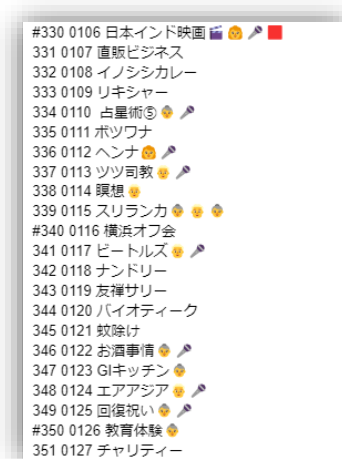 #330 0106 日本インド映画🎬👩‍🦰🎤🟥
331 0107 直販ビジネス
332 0108 イノシシカレー
333 0109 リキシャー
334 0110 占星術⑤👵🎤
335 0111 ボツワナ
336 0112 ヘンナ👩‍🦰🎤
337 0113 ツツ司教👴🎤
338 0114 瞑想👴
339 0115 スリランカ👵👴👵
#340 0116 横浜オフ会
341 0117 ビートルズ👴🎤
342 0118 ナンドリー
343 0119 友禅サリー
344 0120 バイオティーク
345 0121 蚊除け
346 0122 お酒事情👵🎤
347 0123 GIキッチン👵
348 0124 エアアジア👴🎤
349 0125 回復祝い👵🎤
#350 0126 教育体験👵
351 0127 チャリティー